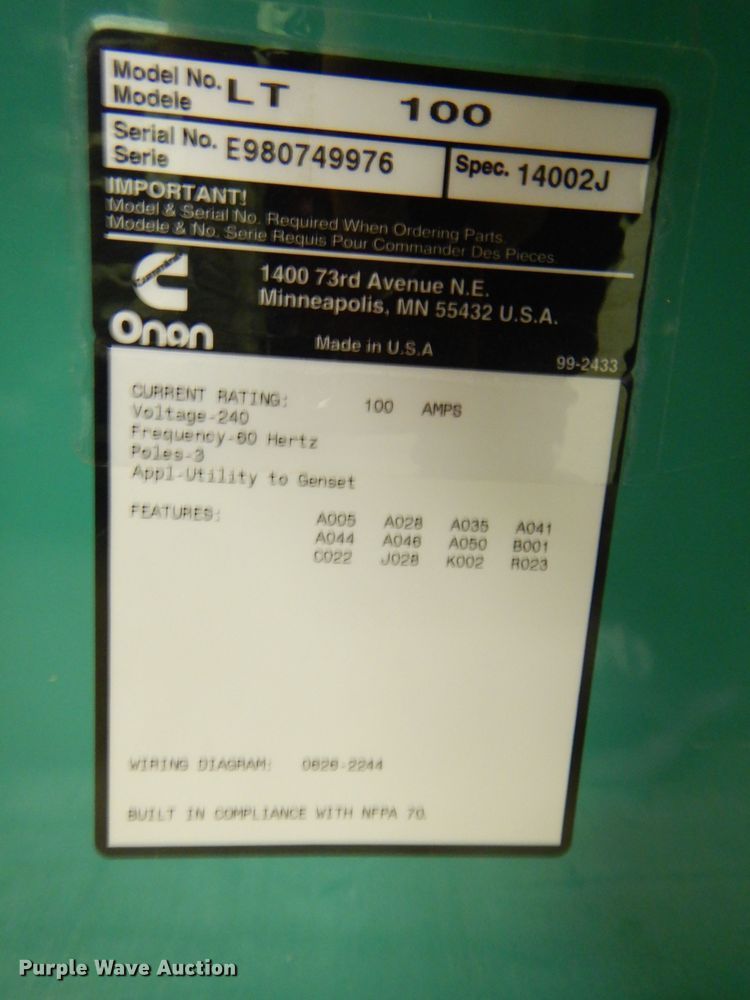 Model No. LT 100
Modele
Serial No. E980749976
Serie
Spec. 14002J
IMPORTANT!
Model & Serial No. Required When Ordering Parts
Modele & No. Serie Requis Pour Commander Des Pieces
1400 73rd Avenue N.E.
Minneapolis, MN 55432 U.S.A.
Onan
Made in U.S.A
99-2433
CURRENT RATING: 100 AMPS
Voltage-240
Frequency-60 Hertz
Poles-3
Appl-Utility to Genset
FEATURES: A005 A028 A035 A041
A044 A046 A050 B001
C022 J028 K002 R023
WIRING DIAGRAM: 0626-2244
BUILT IN COMPLIANCE WITH NFPA 70.
Purple Wave Auction